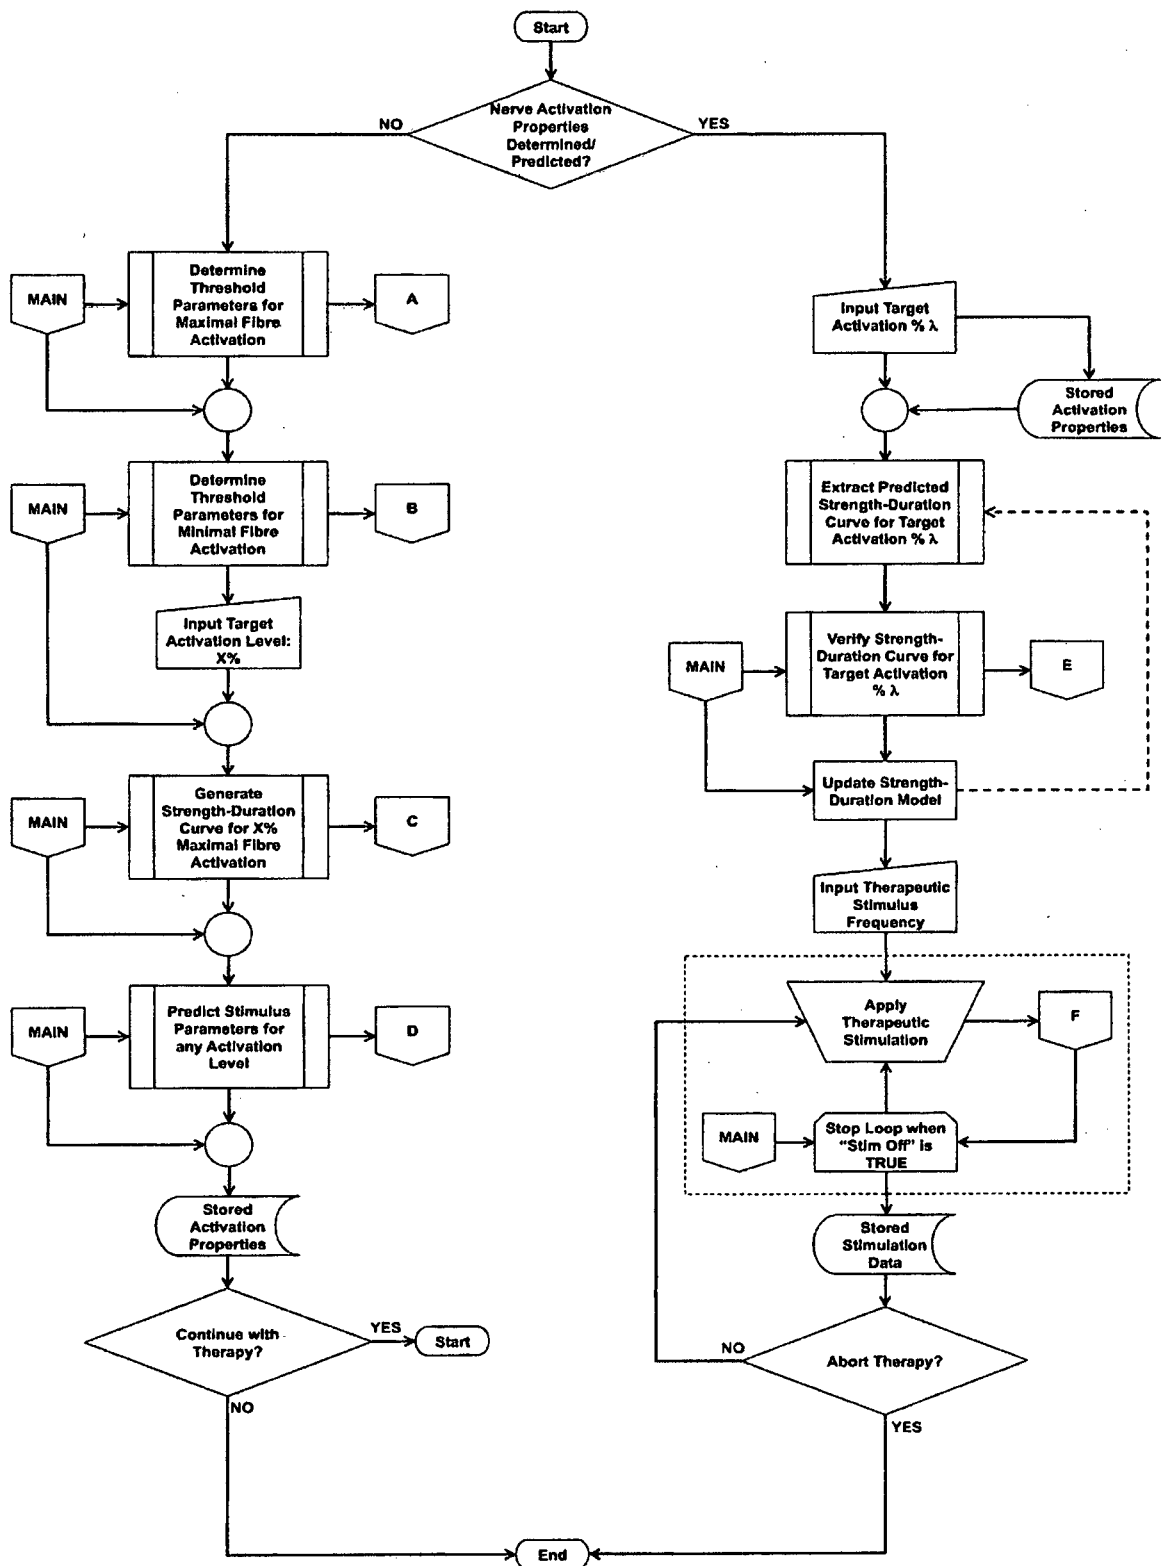 Start
Nerve Activation
Properties
Determined/
Predicted?
NO
YES
MAIN
Determine
Threshold
Parameters for
Maximal Fibre
Activation
A
MAIN
Determine
Threshold
Parameters for
Minimal Fibre
Activation
B
Input Target
Activation Level:
X%
MAIN
Generate
Strength-Duration
Curve for X%
Maximal Fibre
Activation
C
MAIN
Predict Stimulus
Parameters for
any Activation
Level
D
Stored
Activation
Properties
Continue with
Therapy?
YES
Start
NO
Input Target
Activation % λ
Stored
Activation
Properties
Extract Predicted
Strength-Duration
Curve for Target
Activation % λ
MAIN
Verify Strength-
Duration Curve for
Target Activation
% λ
E
Update Strength-
Duration Model
Input Therapeutic
Stimulus
Frequency
Apply
Therapeutic
Stimulation
F
MAIN
Stop Loop when
"Stim Off" is
TRUE
Stored
Stimulation
Data
NO
Abort Therapy?
YES
End